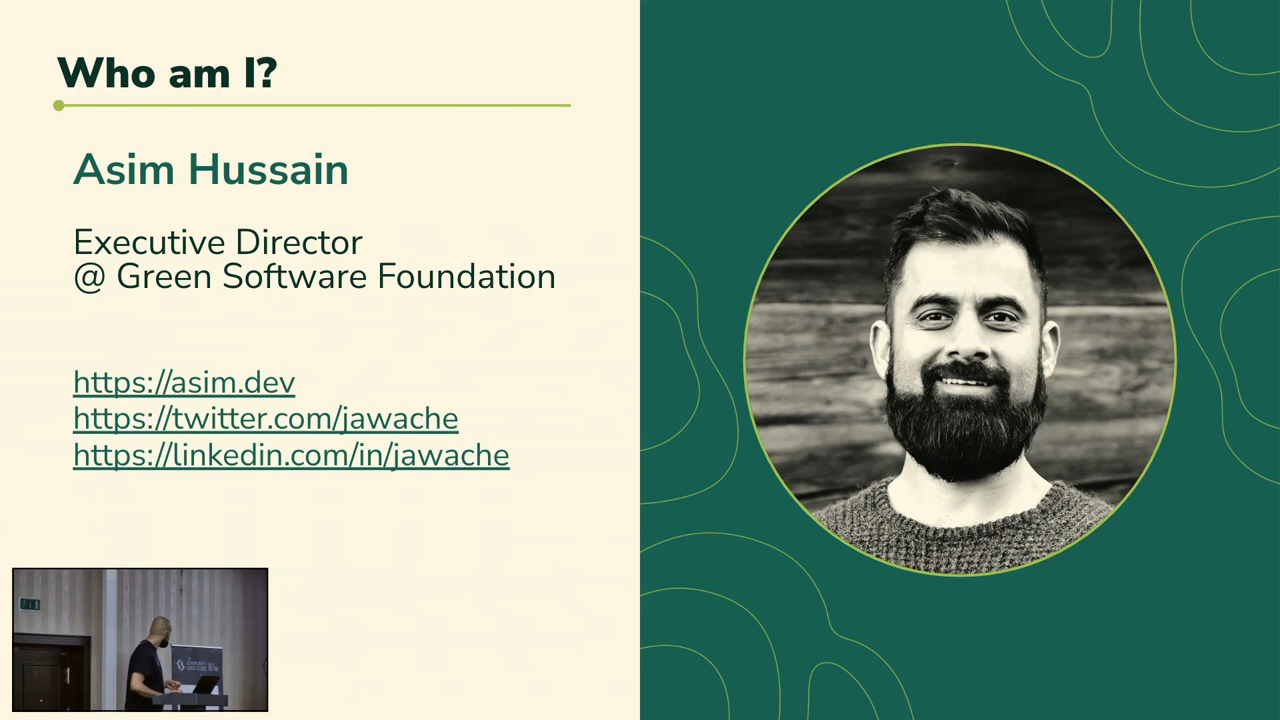 Who am I?
Asim Hussain
Executive Director
@ Green Software Foundation
https://asim.dev
https://twitter.com/jawache
https://linkedin.com/in/jawache
COMMUNITY